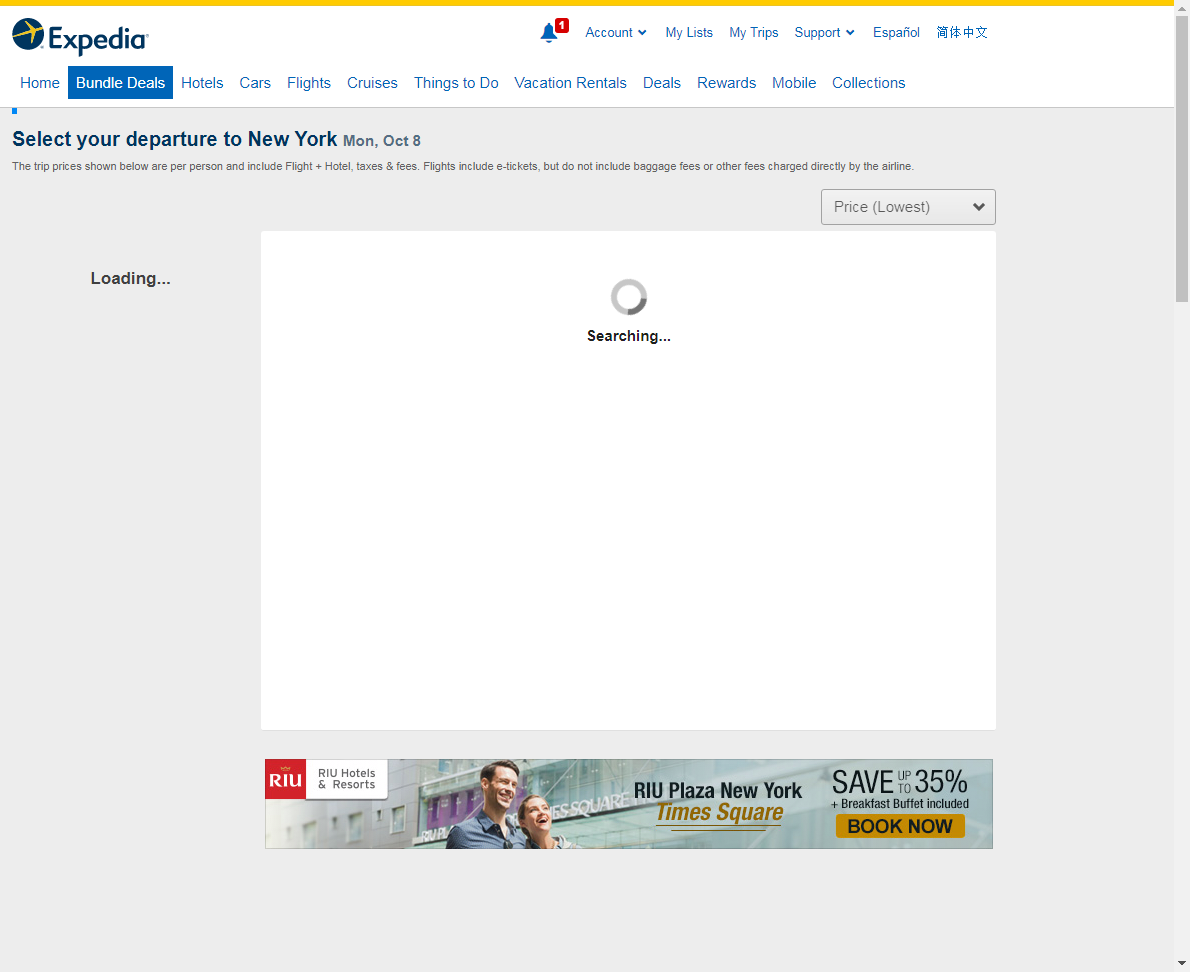 Expedia
1
Account
My Lists
My Trips
Support
Español
简体中文
Home
Bundle Deals
Hotels
Cars
Flights
Cruises
Things to Do
Vacation Rentals
Deals
Rewards
Mobile
Collections
Select your departure to New York Mon, Oct 8
The trip prices shown below are per person and include Flight + Hotel, taxes & fees. Flights include e-tickets, but do not include baggage fees or other fees charged directly by the airline.
Price (Lowest)
Loading...
Searching...
RIU
RIU Hotels
& Resorts
RIU Plaza New York
Times Square
SAVE UP TO 35%
+ Breakfast Buffet included
BOOK NOW